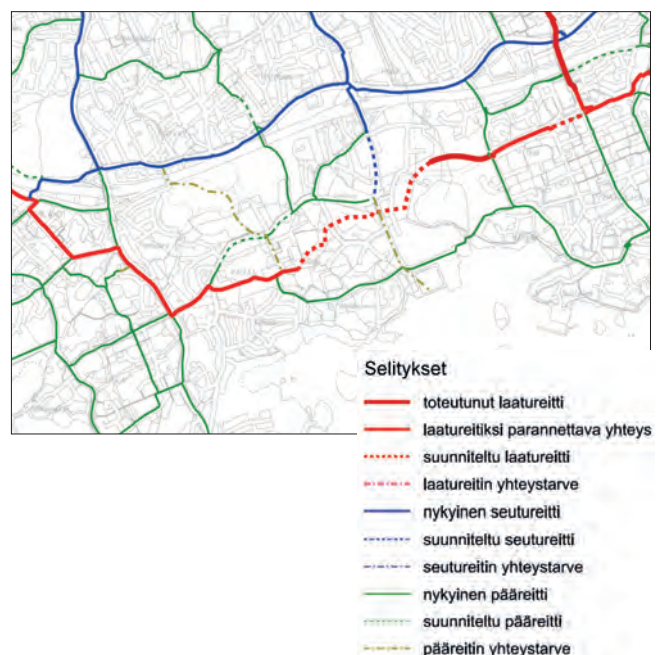 Selitykset
toteutunut laatureitti
laatureitiksi parannettava yhteys
suunniteltu laatureitti
laatureitin yhteystarve
nykyinen seutureitti
suunniteltu seutureitti
seutureitin yhteystarve
nykyinen pääreitti
suunniteltu pääreitti
pääreitin yhteystarve